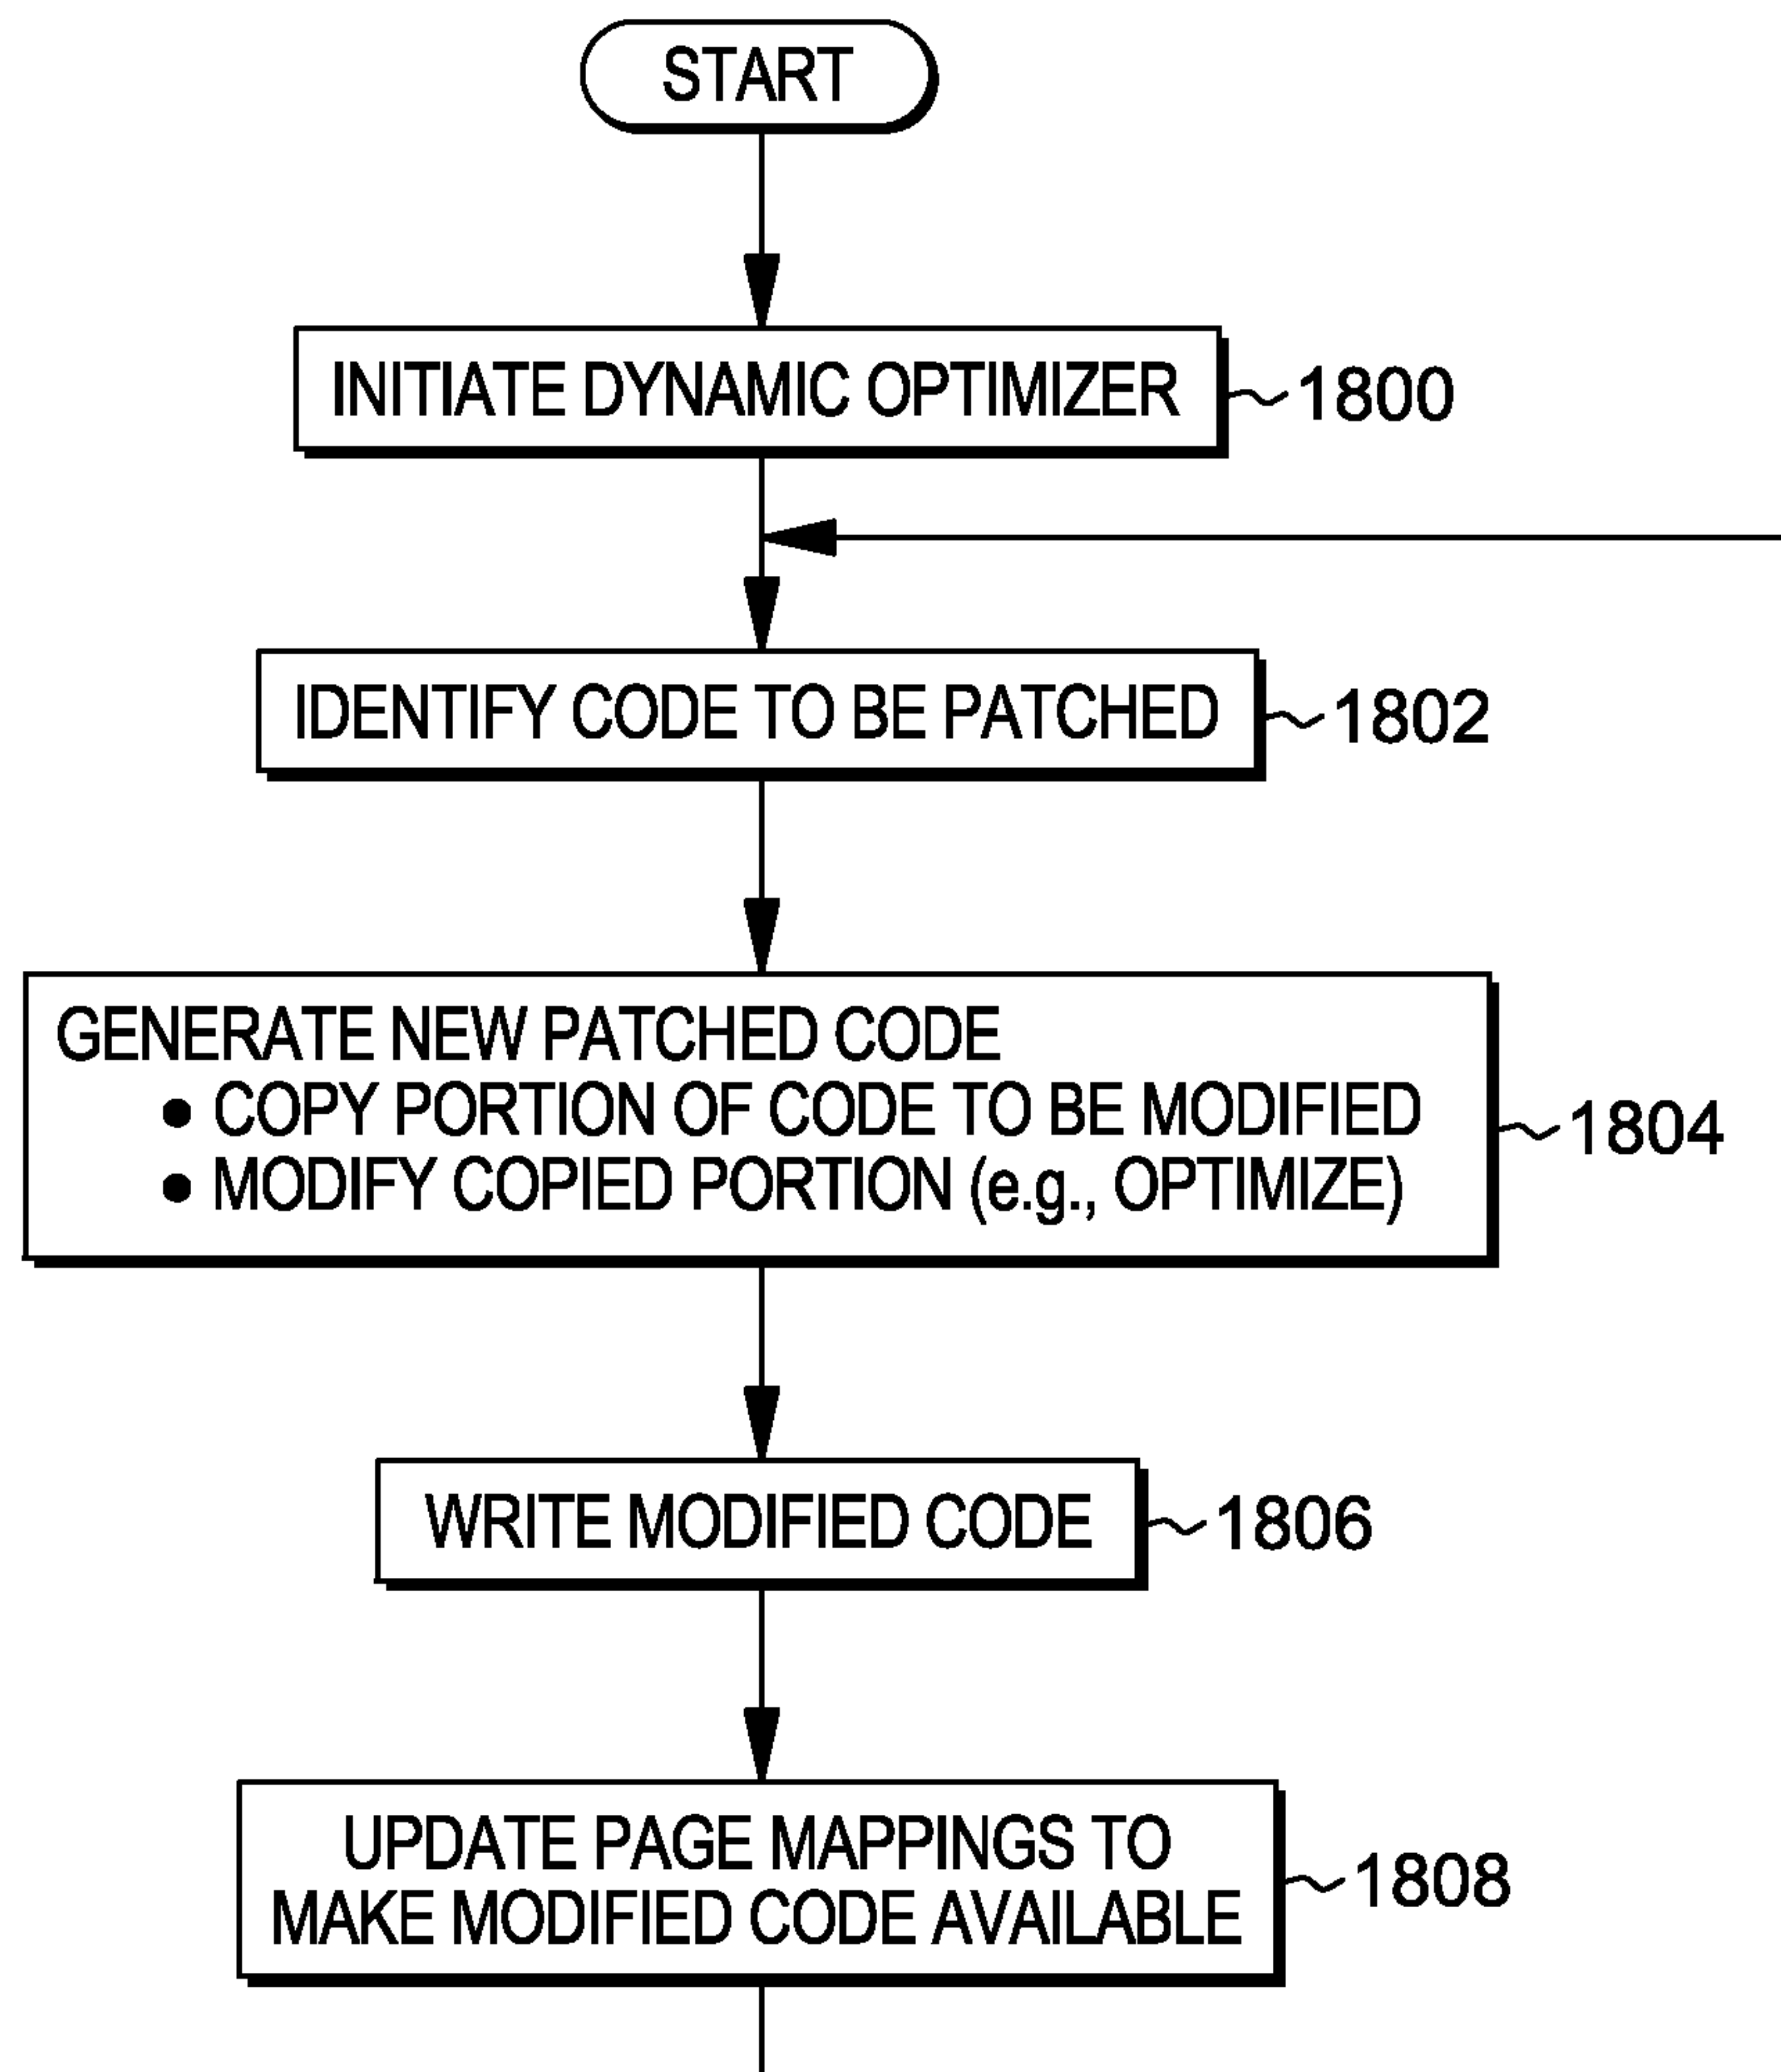 START
INITIATE DYNAMIC OPTIMIZER
1800
IDENTIFY CODE TO BE PATCHED
1802
GENERATE NEW PATCHED CODE
• COPY PORTION OF CODE TO BE MODIFIED
• MODIFY COPIED PORTION (e.g., OPTIMIZE)
1804
WRITE MODIFIED CODE
1806
UPDATE PAGE MAPPINGS TO
MAKE MODIFIED CODE AVAILABLE
1808